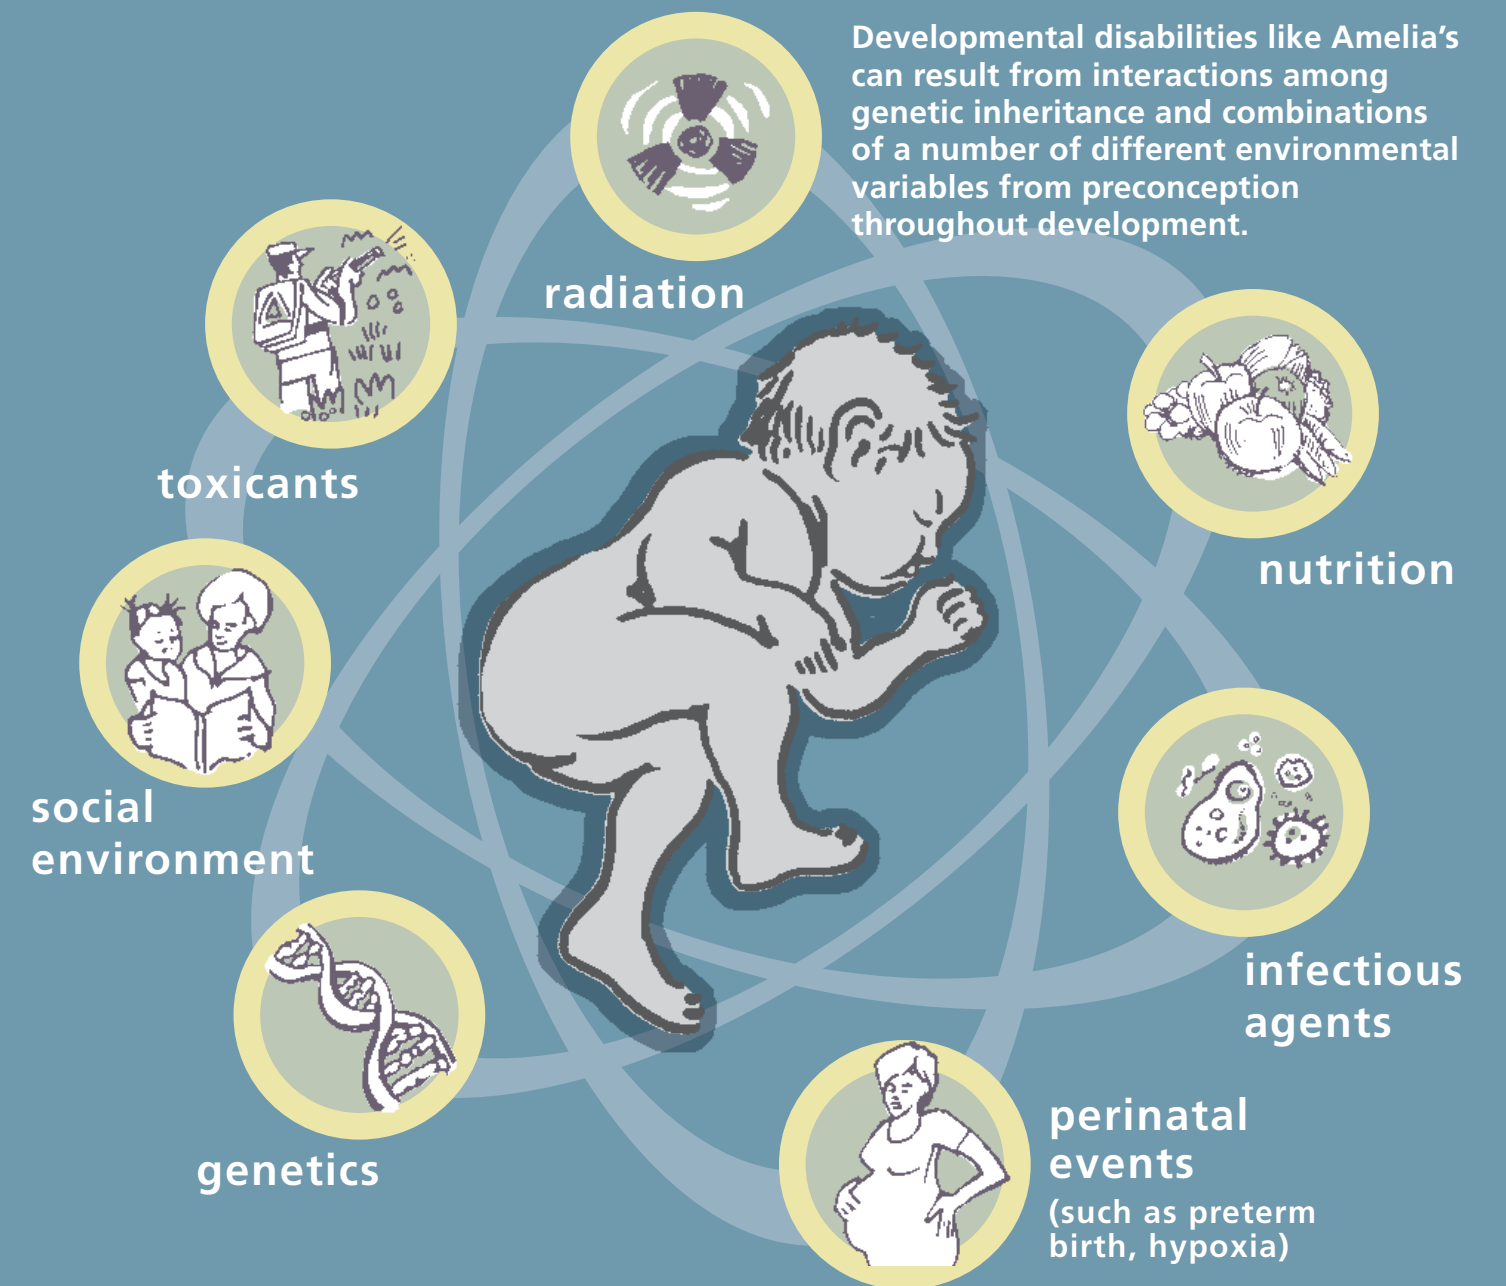 Developmental disabilities like Amelia’s
can result from interactions among
genetic inheritance and combinations
of a number of different environmental
variables from preconception
throughout development.
radiation
toxicants
nutrition
social
environment
infectious
agents
genetics
perinatal
events
(such as preterm
birth, hypoxia)